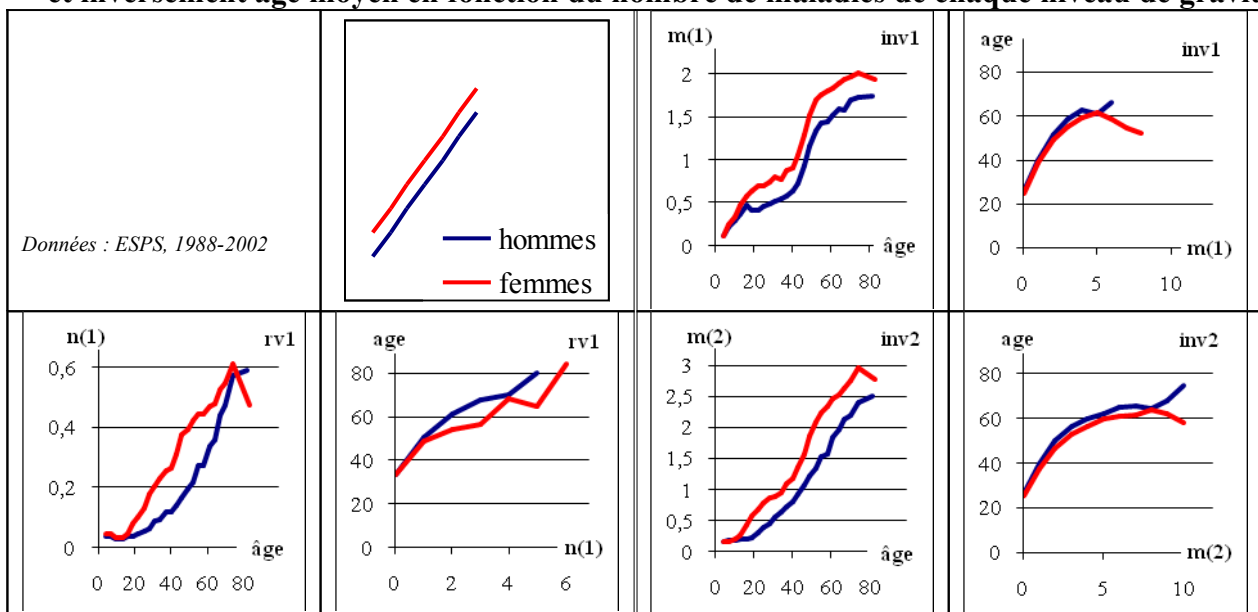 et inversement âge moyen en fonction du nombre de maladies de chaque niveau de
Données : ESPS, 1988-2002
hommes
femmes
m(1) inv1
2
1,5
1
0,5
0
âge
0 20 40 60 80
age inv1
80
60
40
20
0
m(1)
0 5 10
n(1) rv1
0,6
0,4
0,2
0
âge
0 20 40 60 80
age rv1
80
60
40
20
0
n(1)
0 2 4 6
m(2) inv2
3
2,5
2
1,5
1
0,5
0
âge
0 20 40 60 80
age inv2
80
60
40
20
0
m(2)
0 5 10